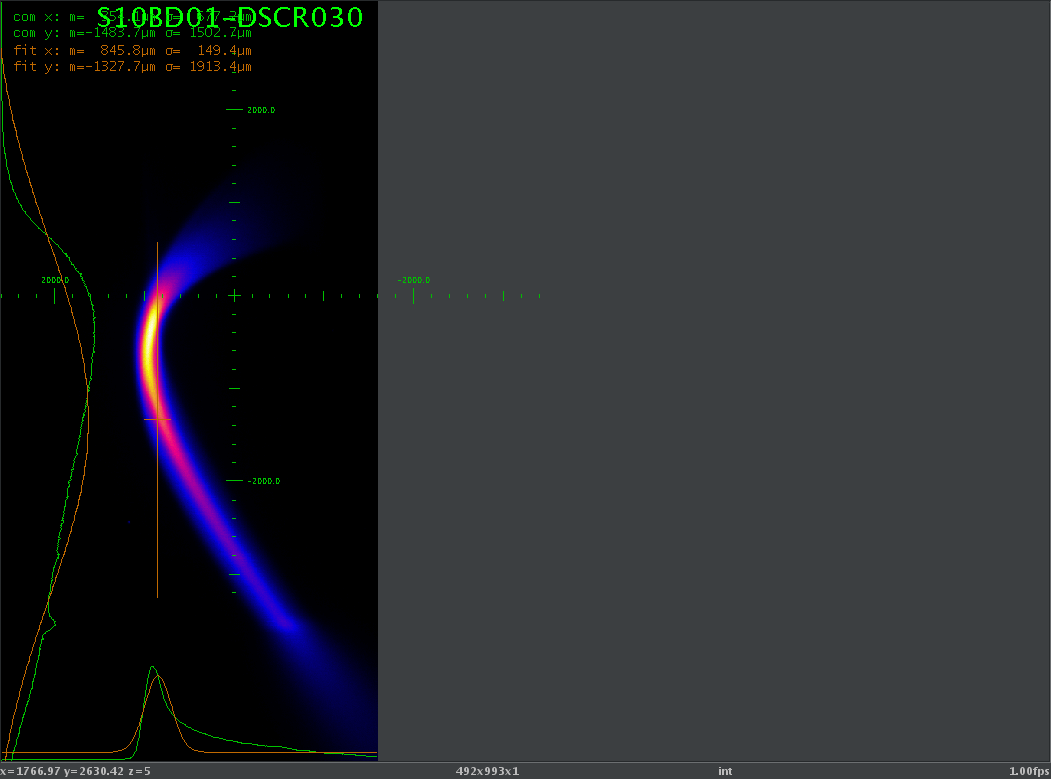 S10BD01-DSCR030
com x: m=
com y: m=-1483.7µm σ= 1502.7µm
fit x: m= 845.8µm σ= 149.4µm
fit y: m=-1327.7µm σ= 1913.4µm
2000.0
2000.0
-2000.0
-2000.0
x=1766.97 y=2630.42 z=5
492x993x1
int
1.00fps